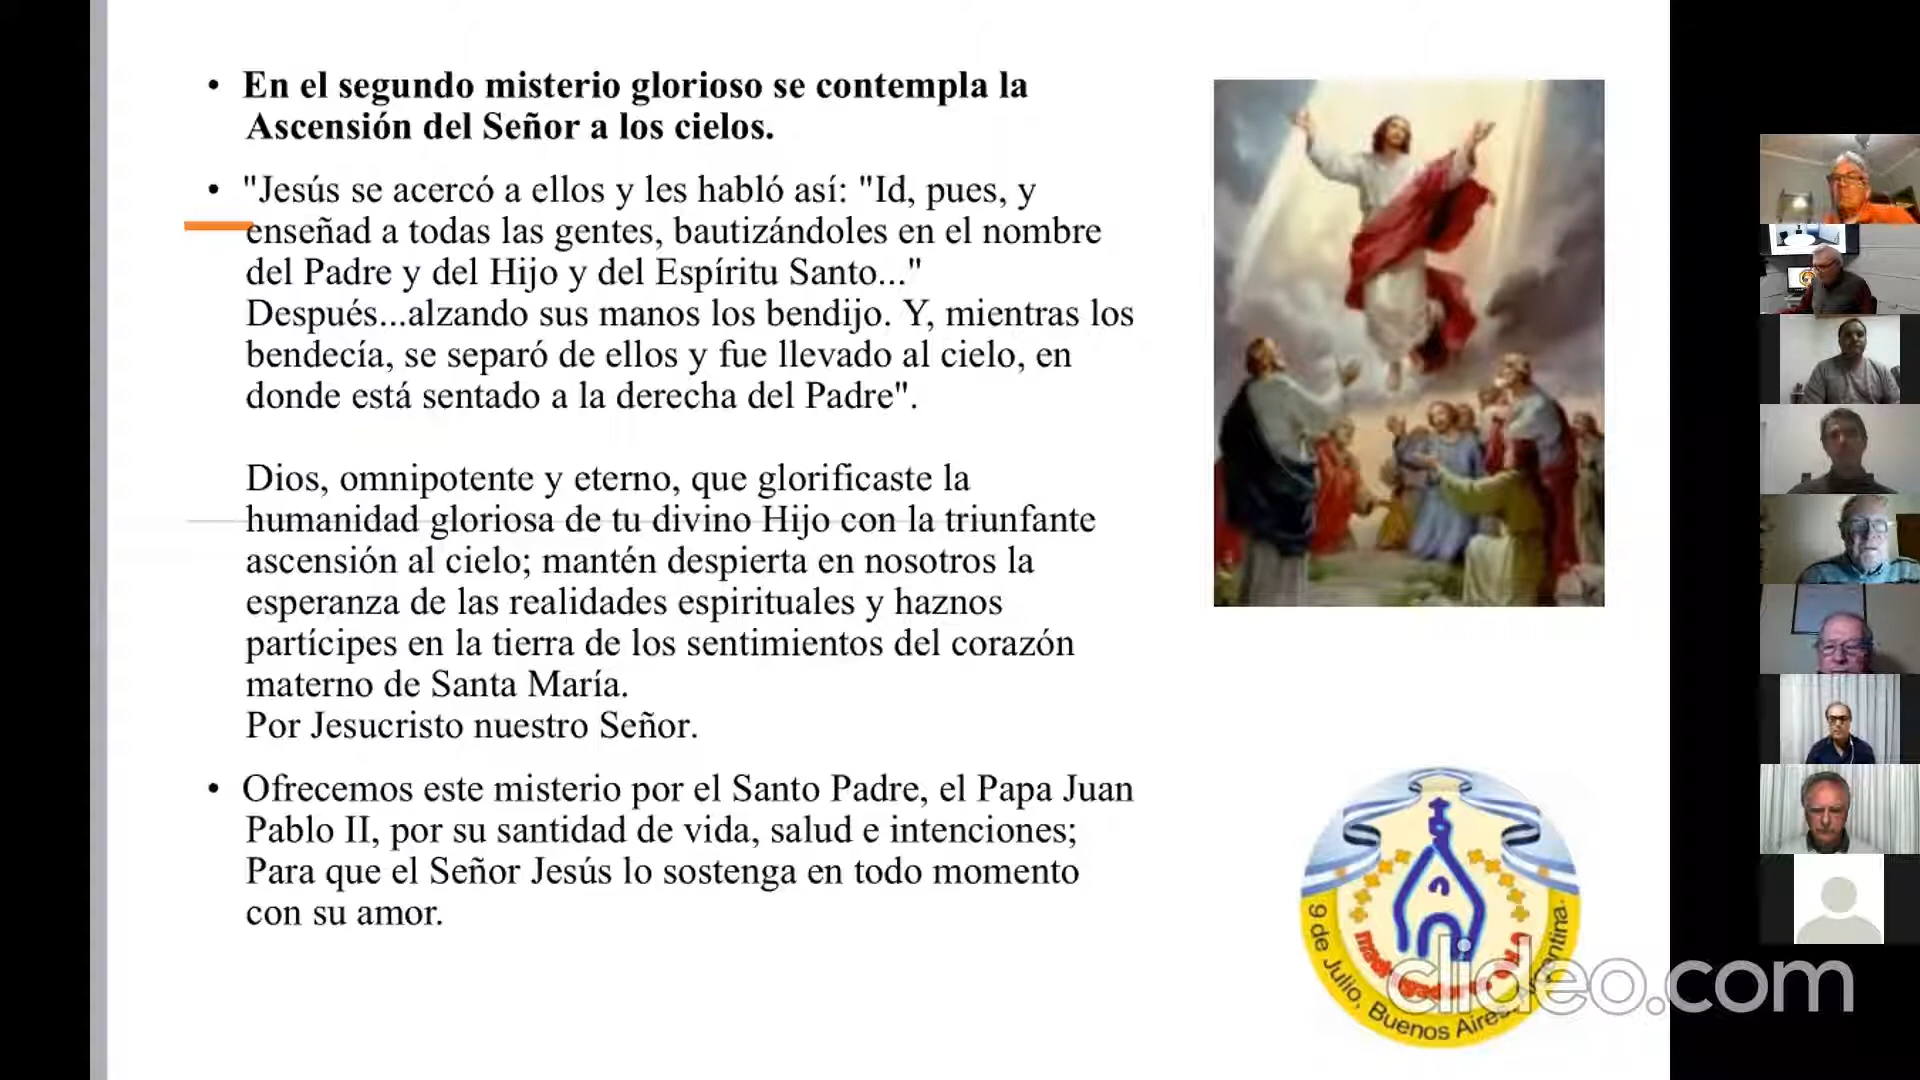 • En el segundo misterio glorioso se contempla la
Ascensión del Señor a los cielos.
• "Jesús se acercó a ellos y les habló así: "Id, pues, y
enseñad a todas las gentes, bautizándoles en el nombre
del Padre y del Hijo y del Espíritu Santo..."
Después...alzando sus manos los bendijo. Y, mientras los
bendecía, se separó de ellos y fue llevado al cielo, en
donde está sentado a la derecha del Padre".
Dios, omnipotente y eterno, que glorificaste la
humanidad gloriosa de tu divino Hijo con la triunfante
ascensión al cielo; mantén despierta en nosotros la
esperanza de las realidades espirituales y haznos
partícipes en la tierra de los sentimientos del corazón
materno de Santa María.
Por Jesucristo nuestro Señor.
• Ofrecemos este misterio por el Santo Padre, el Papa Juan
Pablo II, por su santidad de vida, salud e intenciones;
Para que el Señor Jesús lo sostenga en todo momento
con su amor.
9 de Julio, Buenos Aires
clideo.com